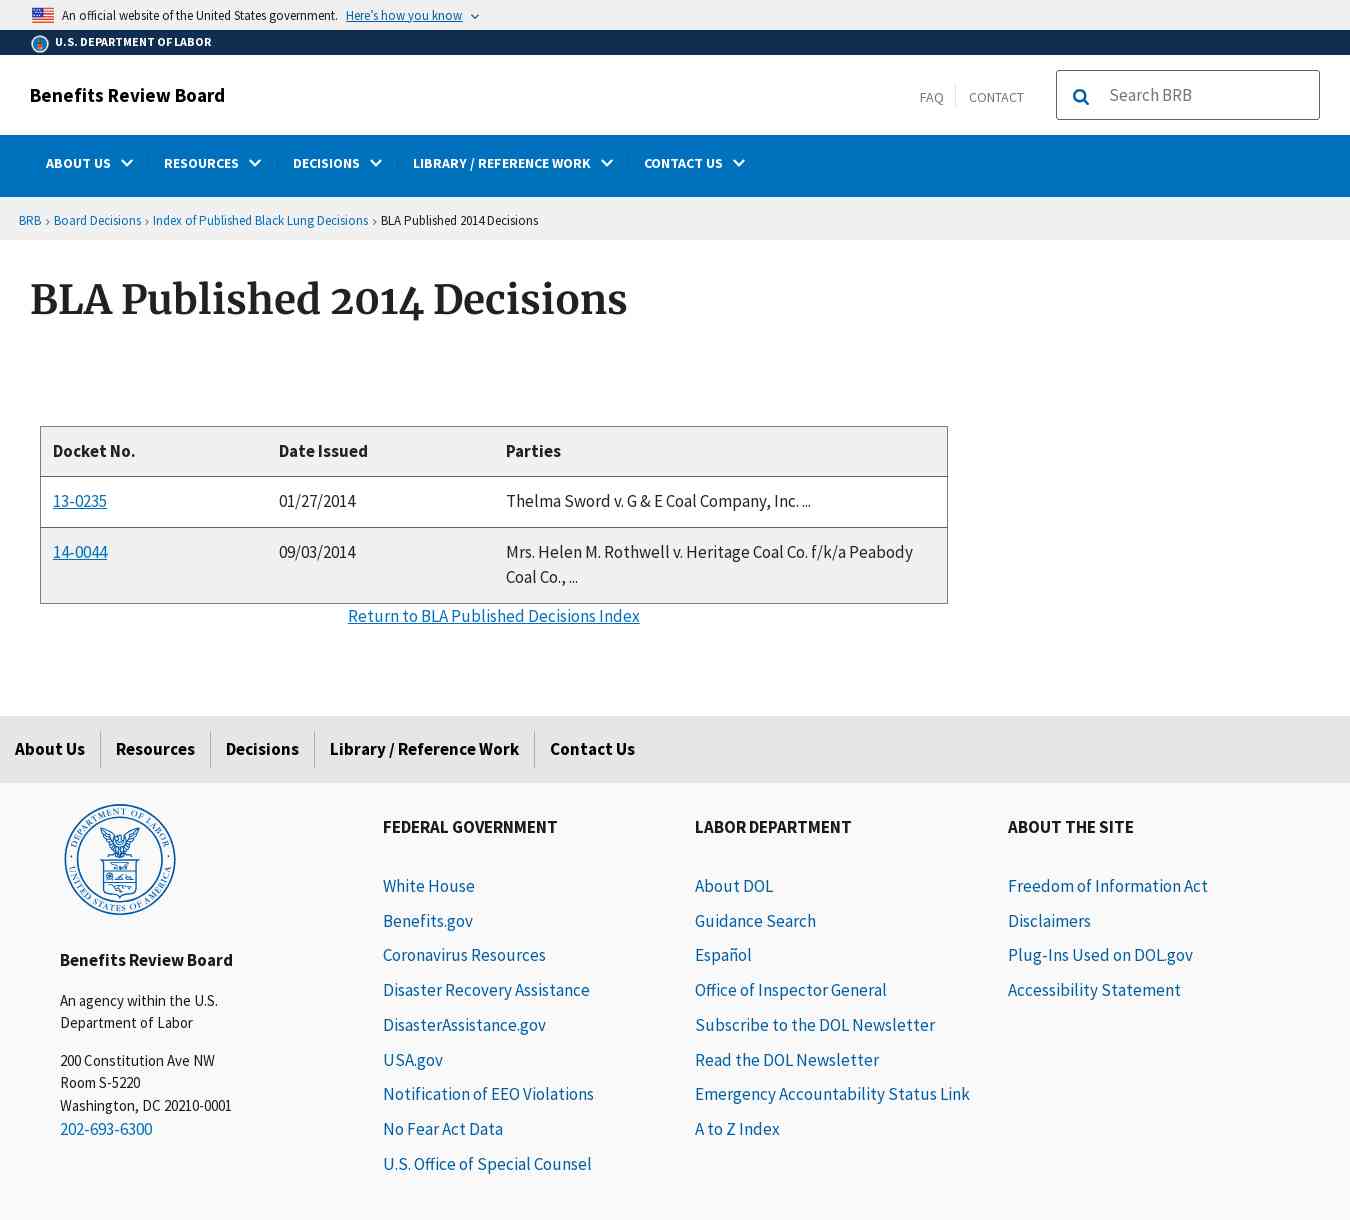 An official website of the United States government. Here's how you know
U.S. DEPARTMENT OF LABOR
Benefits Review Board
FAQ
CONTACT
Search BRB
ABOUT US
RESOURCES
DECISIONS
LIBRARY / REFERENCE WORK
CONTACT US
BRB › Board Decisions › Index of Published Black Lung Decisions › BLA Published 2014 Decisions
BLA Published 2014 Decisions
Docket No. Date Issued Parties
13-0235 01/27/2014 Thelma Sword v. G & E Coal Company, Inc. ...
14-0044 09/03/2014 Mrs. Helen M. Rothwell v. Heritage Coal Co. f/k/a Peabody
Coal Co., ...
Return to BLA Published Decisions Index
About Us
Resources
Decisions
Library / Reference Work
Contact Us
DEPARTMENT OF LABOR
UNITED STATES OF AMERICA
Benefits Review Board
An agency within the U.S.
Department of Labor
200 Constitution Ave NW
Room S-5220
Washington, DC 20210-0001
202-693-6300
FEDERAL GOVERNMENT
White House
Benefits.gov
Coronavirus Resources
Disaster Recovery Assistance
DisasterAssistance.gov
USA.gov
Notification of EEO Violations
No Fear Act Data
U.S. Office of Special Counsel
LABOR DEPARTMENT
About DOL
Guidance Search
Español
Office of Inspector General
Subscribe to the DOL Newsletter
Read the DOL Newsletter
Emergency Accountability Status Link
A to Z Index
ABOUT THE SITE
Freedom of Information Act
Disclaimers
Plug-Ins Used on DOL.gov
Accessibility Statement